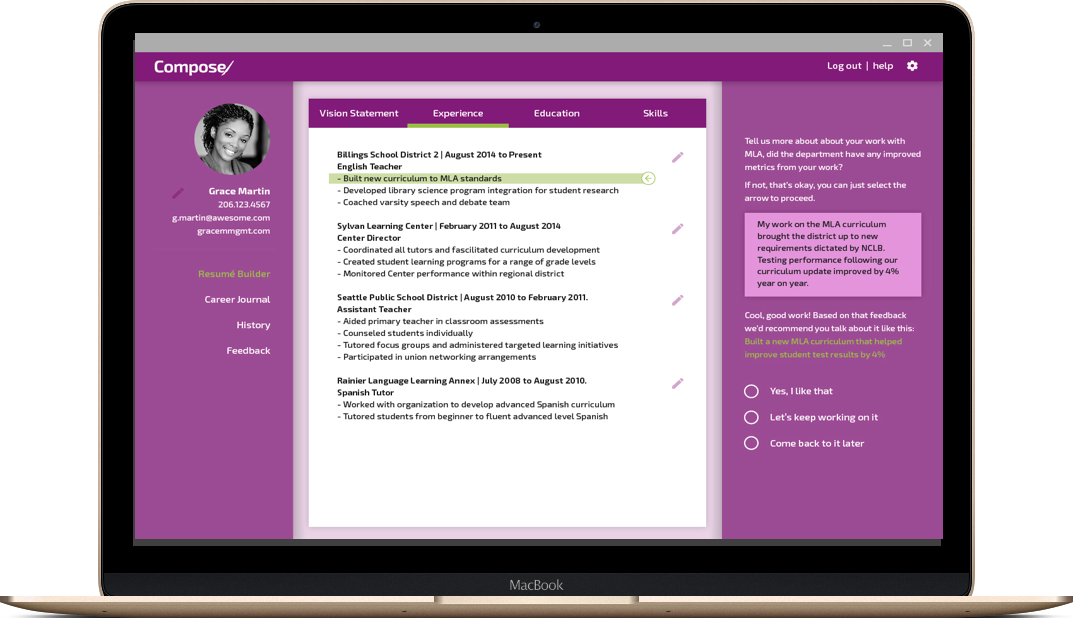 Compose/
Log out | help
Grace Martin
206.123.4567
g.martin@awesome.com
gracemmgmt.com
Resumé Builder
Career Journal
History
Feedback
Vision Statement Experience Education Skills
Billings School District 2 | August 2014 to Present
English Teacher
- Built new curriculum to MLA standards
- Developed library science program integration for student research
- Coached varsity speech and debate team
Sylvan Learning Center | February 2011 to August 2014
Center Director
- Coordinated all tutors and fascilitated curriculum development
- Created student learning programs for a range of grade levels
- Monitored Center performance within regional district
Seattle Public School District | August 2010 to February 2011.
Assistant Teacher
- Aided primary teacher in classroom assessments
- Counseled students individually
- Tutored focus groups and administered targeted learning initiatives
- Participated in union networking arrangements
Rainier Language Learning Annex | July 2008 to August 2010.
Spanish Tutor
- Worked with organization to develop advanced Spanish curriculum
- Tutored students from beginner to fluent advanced level Spanish
Tell us more about about your work with
MLA, did the department have any improved
metrics from your work?
If not, that's okay, you can just select the
arrow to proceed.
My work on the MLA curriculum
brought the district up to new
requirements dictated by NCLB.
Testing performance following our
curriculum update improved by 4%
year on year.
Cool, good work! Based on that feedback
we'd recommend you talk about it like this:
Built a new MLA curriculum that helped
improve student test results by 4%
Yes, I like that
Let's keep working on it
Come back to it later
MacBook